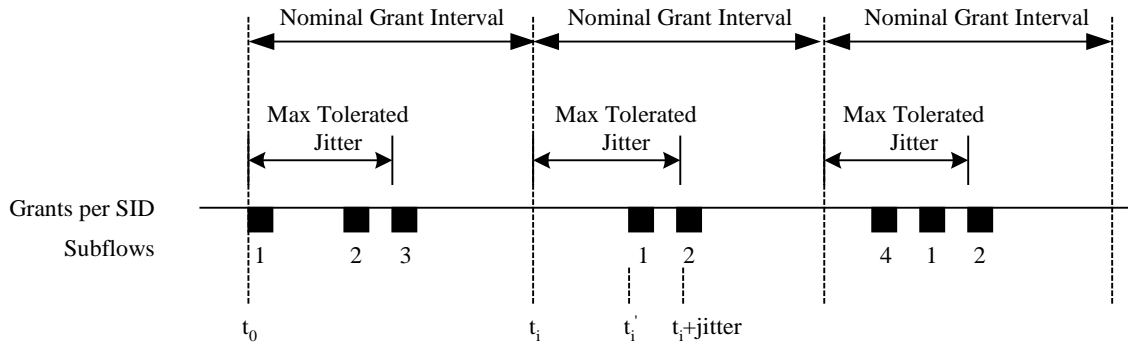 Nominal Grant Interval Nominal Grant Interval Nominal Grant Interval
Max Tolerated Jitter
Max Tolerated Jitter
Max Tolerated Jitter
Grants per SID
Subflows
1 2 3 1 2 4 1 2
t0 ti ti' ti+jitter